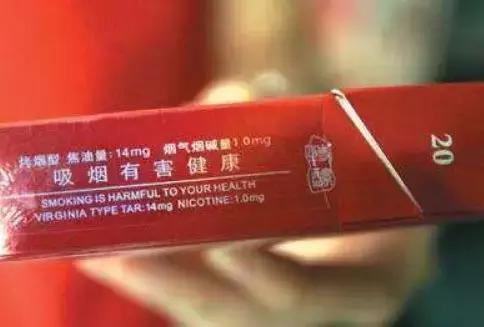 烤烟型 焦油量:14mg 烟气烟碱量1.0mg
吸烟有害健康
SMOKING IS HARMFUL TO YOUR HEALTH
VIRGINIA TYPE TAR:14mg NICOTINE:1.0mg
20